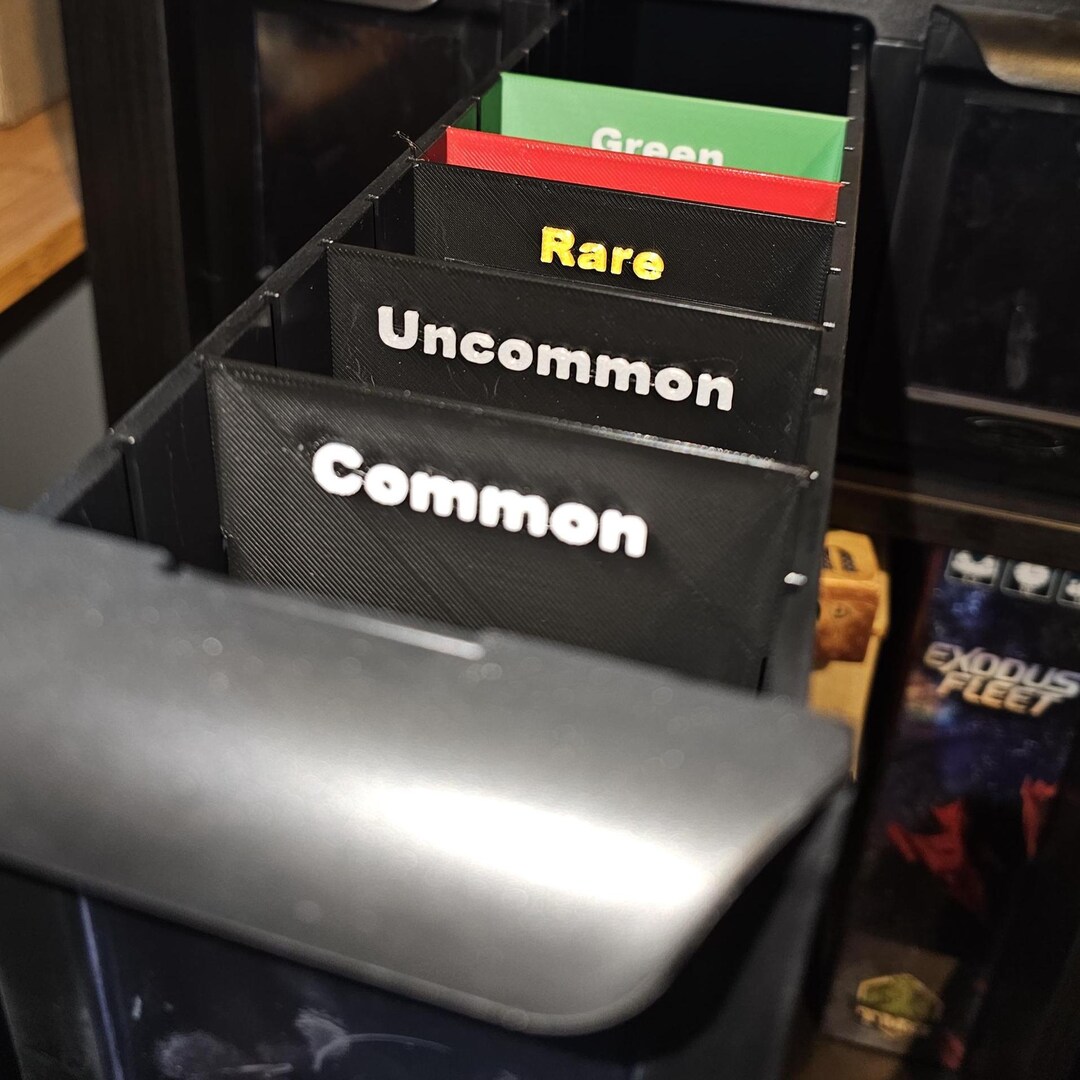 Green
Rare
Uncommon
Common
EXODUS
FLEET